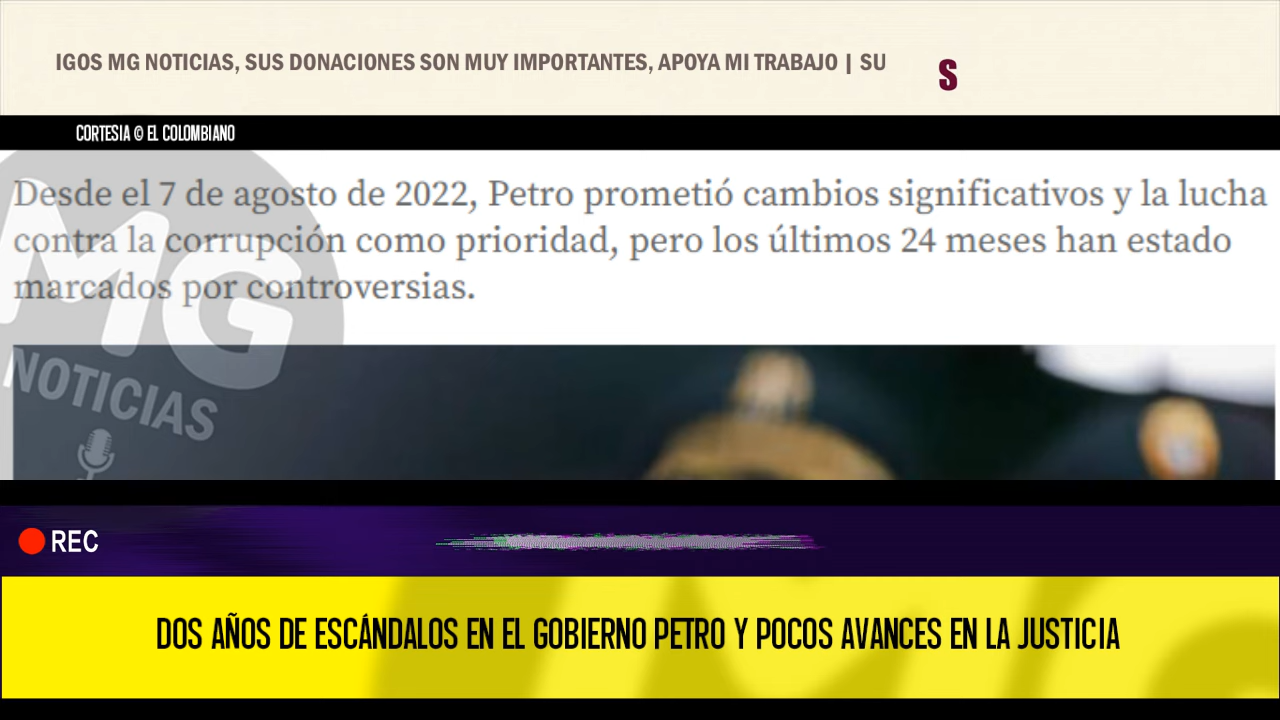 IGOS MG NOTICIAS, SUS DONACIONES SON MUY IMPORTANTES, APOYA MI TRABAJO | SU
S
CORTESIA © EL COLOMBIANO
Desde el 7 de agosto de 2022, Petro prometió cambios significativos y la lucha
contra la corrupción como prioridad, pero los últimos 24 meses han estado
marcados por controversias.
MG
NOTICIAS
REC
DOS AÑOS DE ESCÁNDALOS EN EL GOBIERNO PETRO Y POCOS AVANCES EN LA JUSTICIA